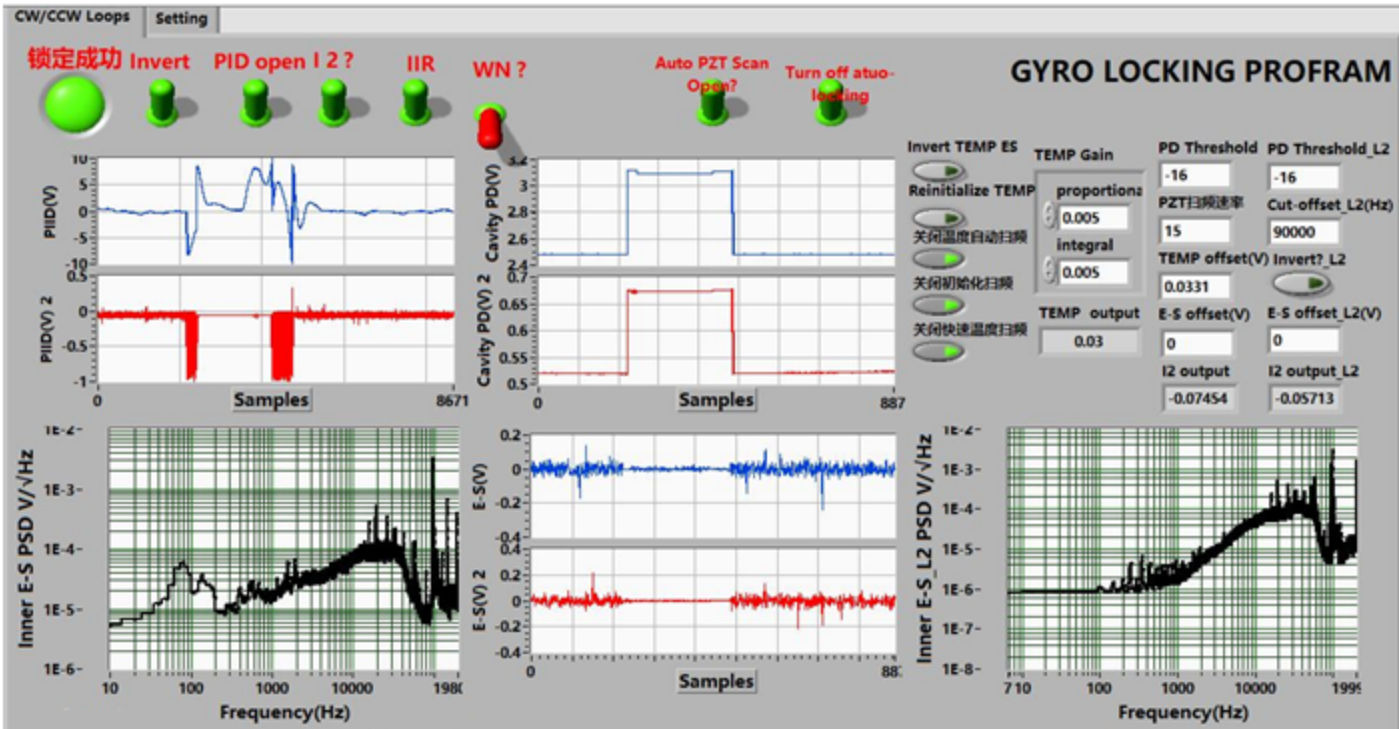 CW/CCW Loops
Setting
锁定成功
Invert
PID open
I 2 ?
IIR
WN ?
Auto PZT Scan
Open?
Turn off atuo-
locking
GYRO LOCKING PROFRAM
10
5
0
-5
-10
PIID(V)
0.5
0
-0.5
-1
PIID(V) 2
0
Samples
8671
3.2
3
2.8
2.6
2.4
Cavity PD(V)
0.7
0.65
0.6
0.55
0.5
Cavity PD(V) 2
0
Samples
887
Invert TEMP ES
Reinitialize TEMP
关闭温度自动扫频
关闭初始化扫频
关闭快速温度扫频
TEMP Gain
proportiona
0.005
integral
0.005
TEMP output
0.03
PD Threshold
-16
PZT扫频速率
15
TEMP offset(V)
0.0331
E-S offset(V)
0
I2 output
-0.07454
PD Threshold_L2
-16
Cut-offset_L2(Hz)
90000
Invert?_L2
E-S offset_L2(V)
0
I2 output_L2
-0.05713
Inner E-S PSD V/√Hz
1E-2
1E-3
1E-4
1E-5
1E-6
10
100
1000
10000
1980
Frequency(Hz)
E-S(V)
0.2
0
-0.2
-0.4
E-S(V) 2
0.4
0.2
0
-0.2
-0.4
0
Samples
88
Inner E-S_L2 PSD V/√Hz
1E-2
1E-3
1E-4
1E-5
1E-6
1E-7
1E-8
7
10
100
1000
10000
1999
Frequency(Hz)